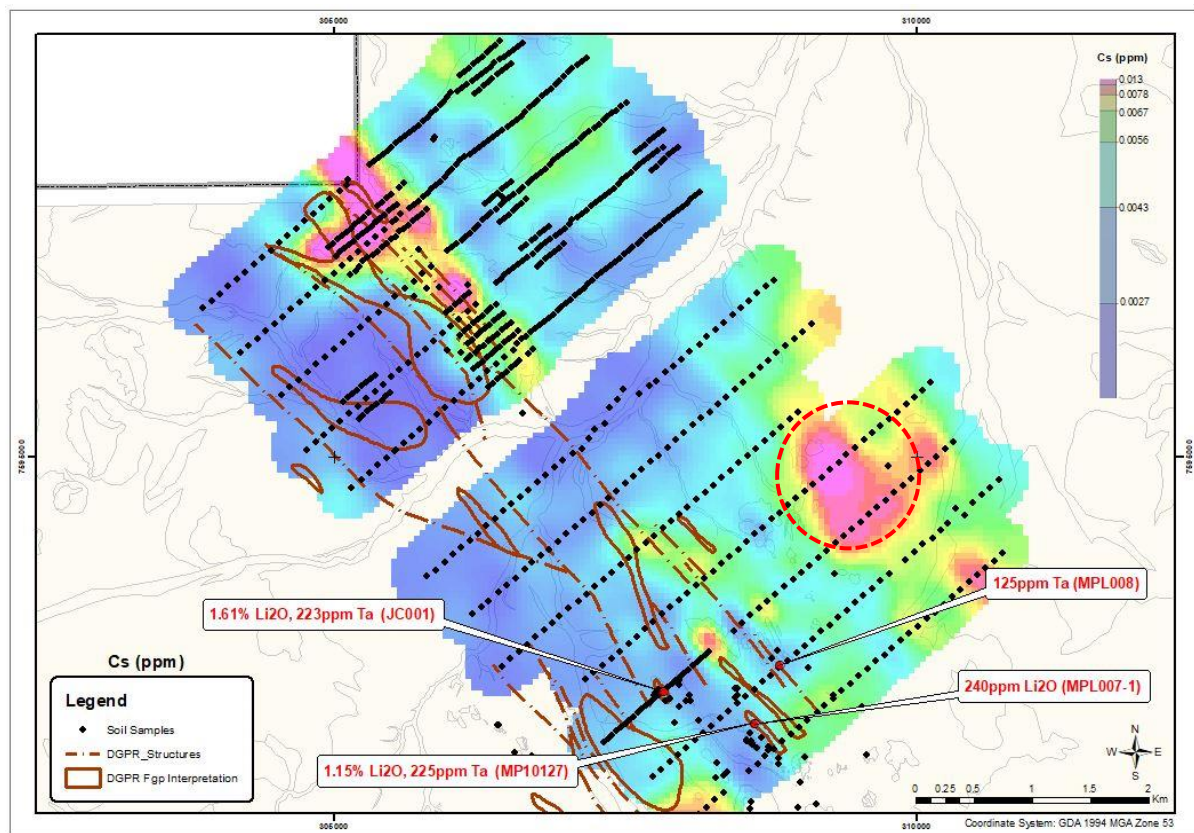 305000
310000
Cs (ppm)
0.013
0.0078
0.0067
0.0056
0.0043
0.0027
7595000
7595000
1.61% Li2O, 223ppm Ta (JC001)
125ppm Ta (MPL008)
240ppm Li2O (MPL007-1)
1.15% Li2O, 225ppm Ta (MP10127)
Cs (ppm)
Legend
Soil Samples
DGPR_Structures
DGPR Fgp Interpretation
N
W E
S
0 0.25 0.5 1 1.5 2
Km
305000
310000
Coordinate System: GDA 1994 MGA Zone 53